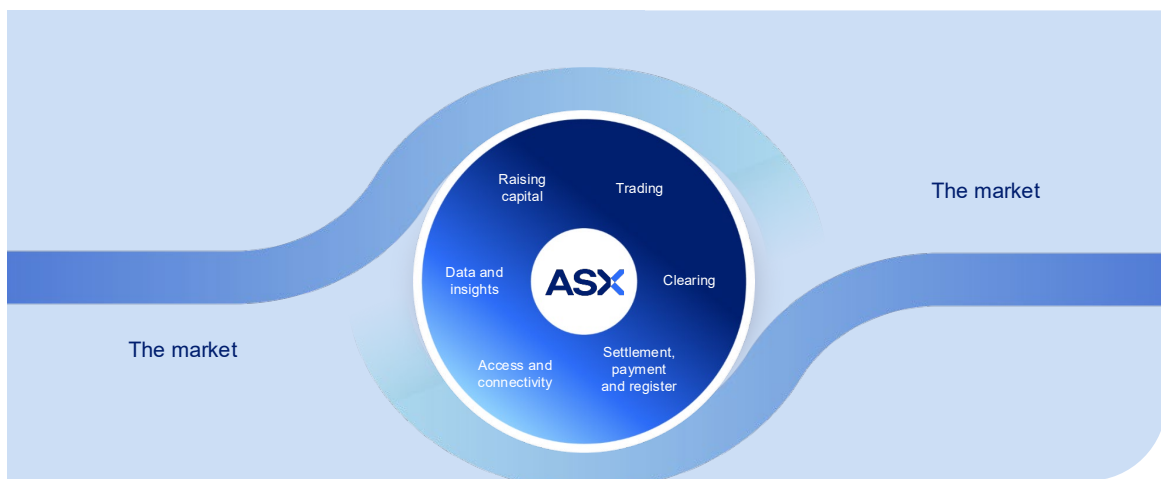 Raising
capital
Trading
The market
Data and
insights
ASX
Clearing
The market
Access and
connectivity
Settlement,
payment
and register